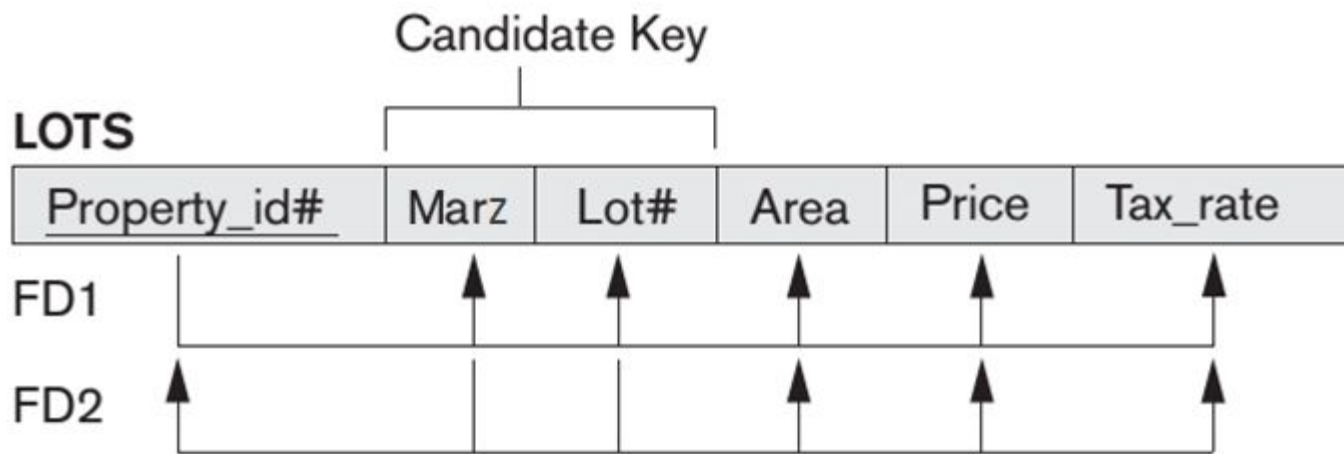 Candidate Key
LOTS
Property_id# Marz Lot# Area Price Tax_rate
FD1
FD2